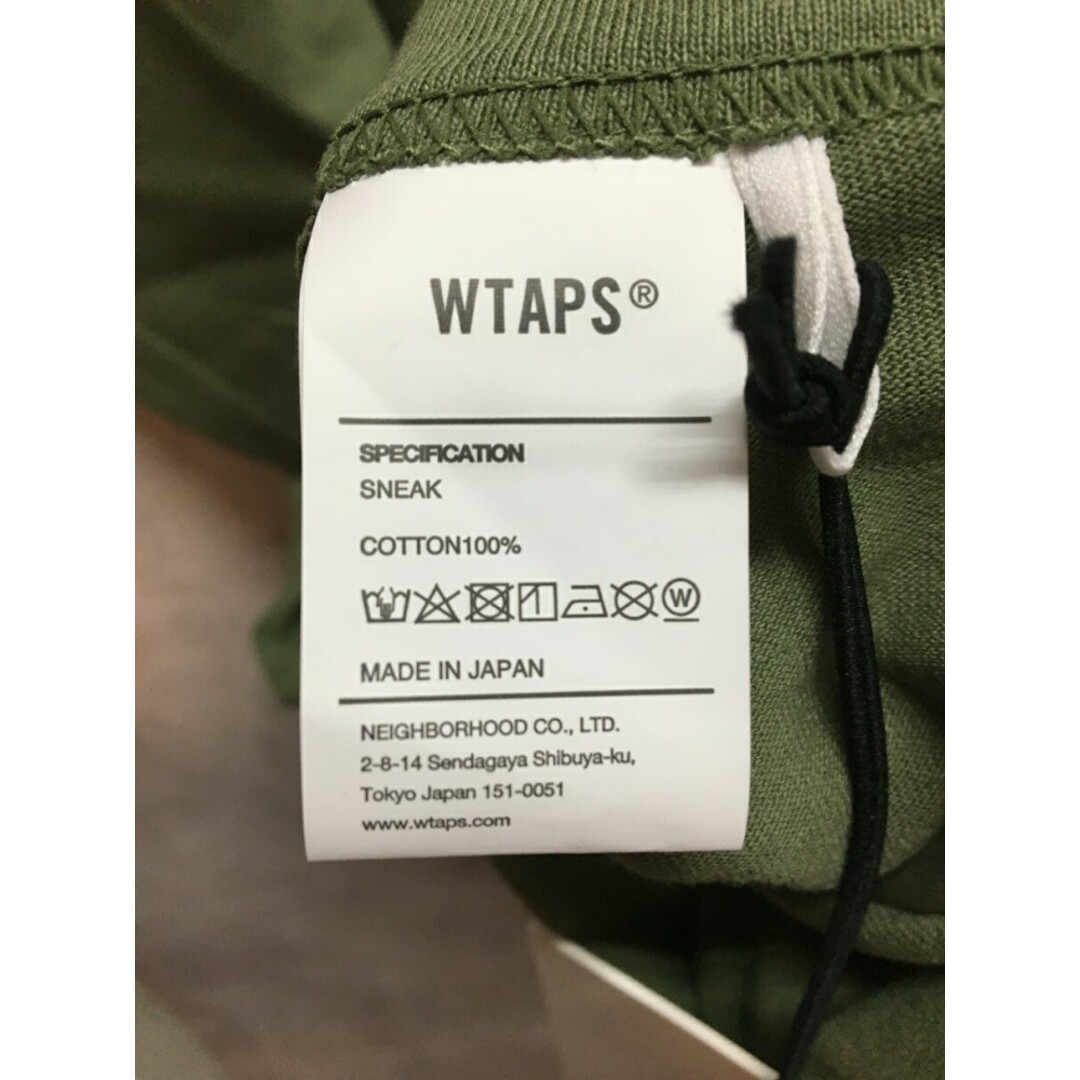 WTAPS®
SPECIFICATION
SNEAK
COTTON100%
W
MADE IN JAPAN
NEIGHBORHOOD CO., LTD.
2-8-14 Sendagaya Shibuya-ku,
Tokyo Japan 151-0051
www.wtaps.com